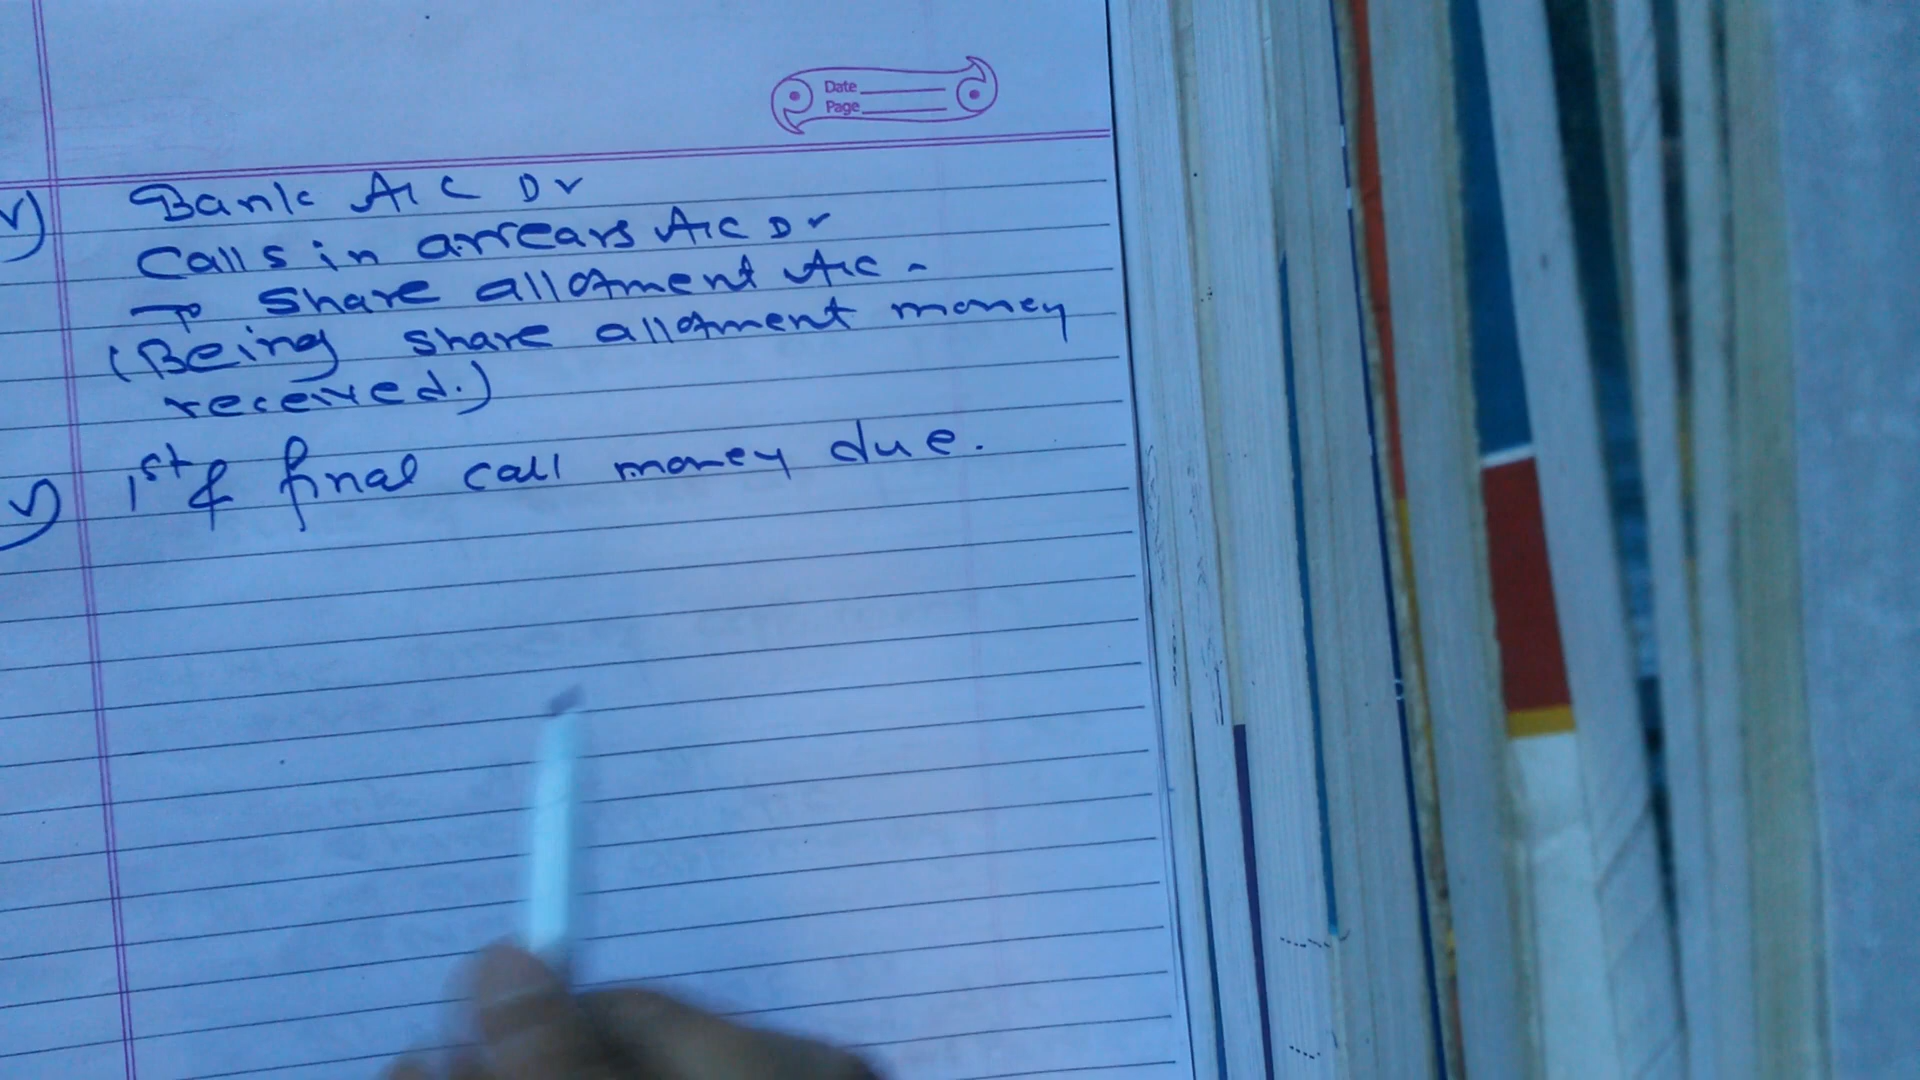 Date
Page
v) Bank A/c Dr
Calls in arrears A/c Dr
To share allotment A/c -
(Being share allotment money
received.)
v) 1st & final call money due.